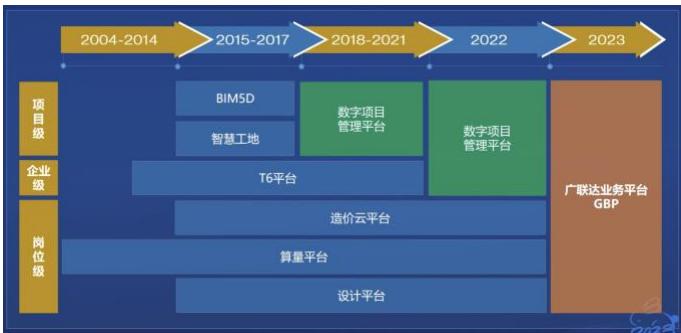 2004-2014
2015-2017
2018-2021
2022
2023
项
目
级
BIM5D
智慧工地
数字项目
管理平台
数字项目
管理平台
企业
级
T6平台
广联达业务平台
GBP
岗
位
级
造价云平台
算量平台
设计平台